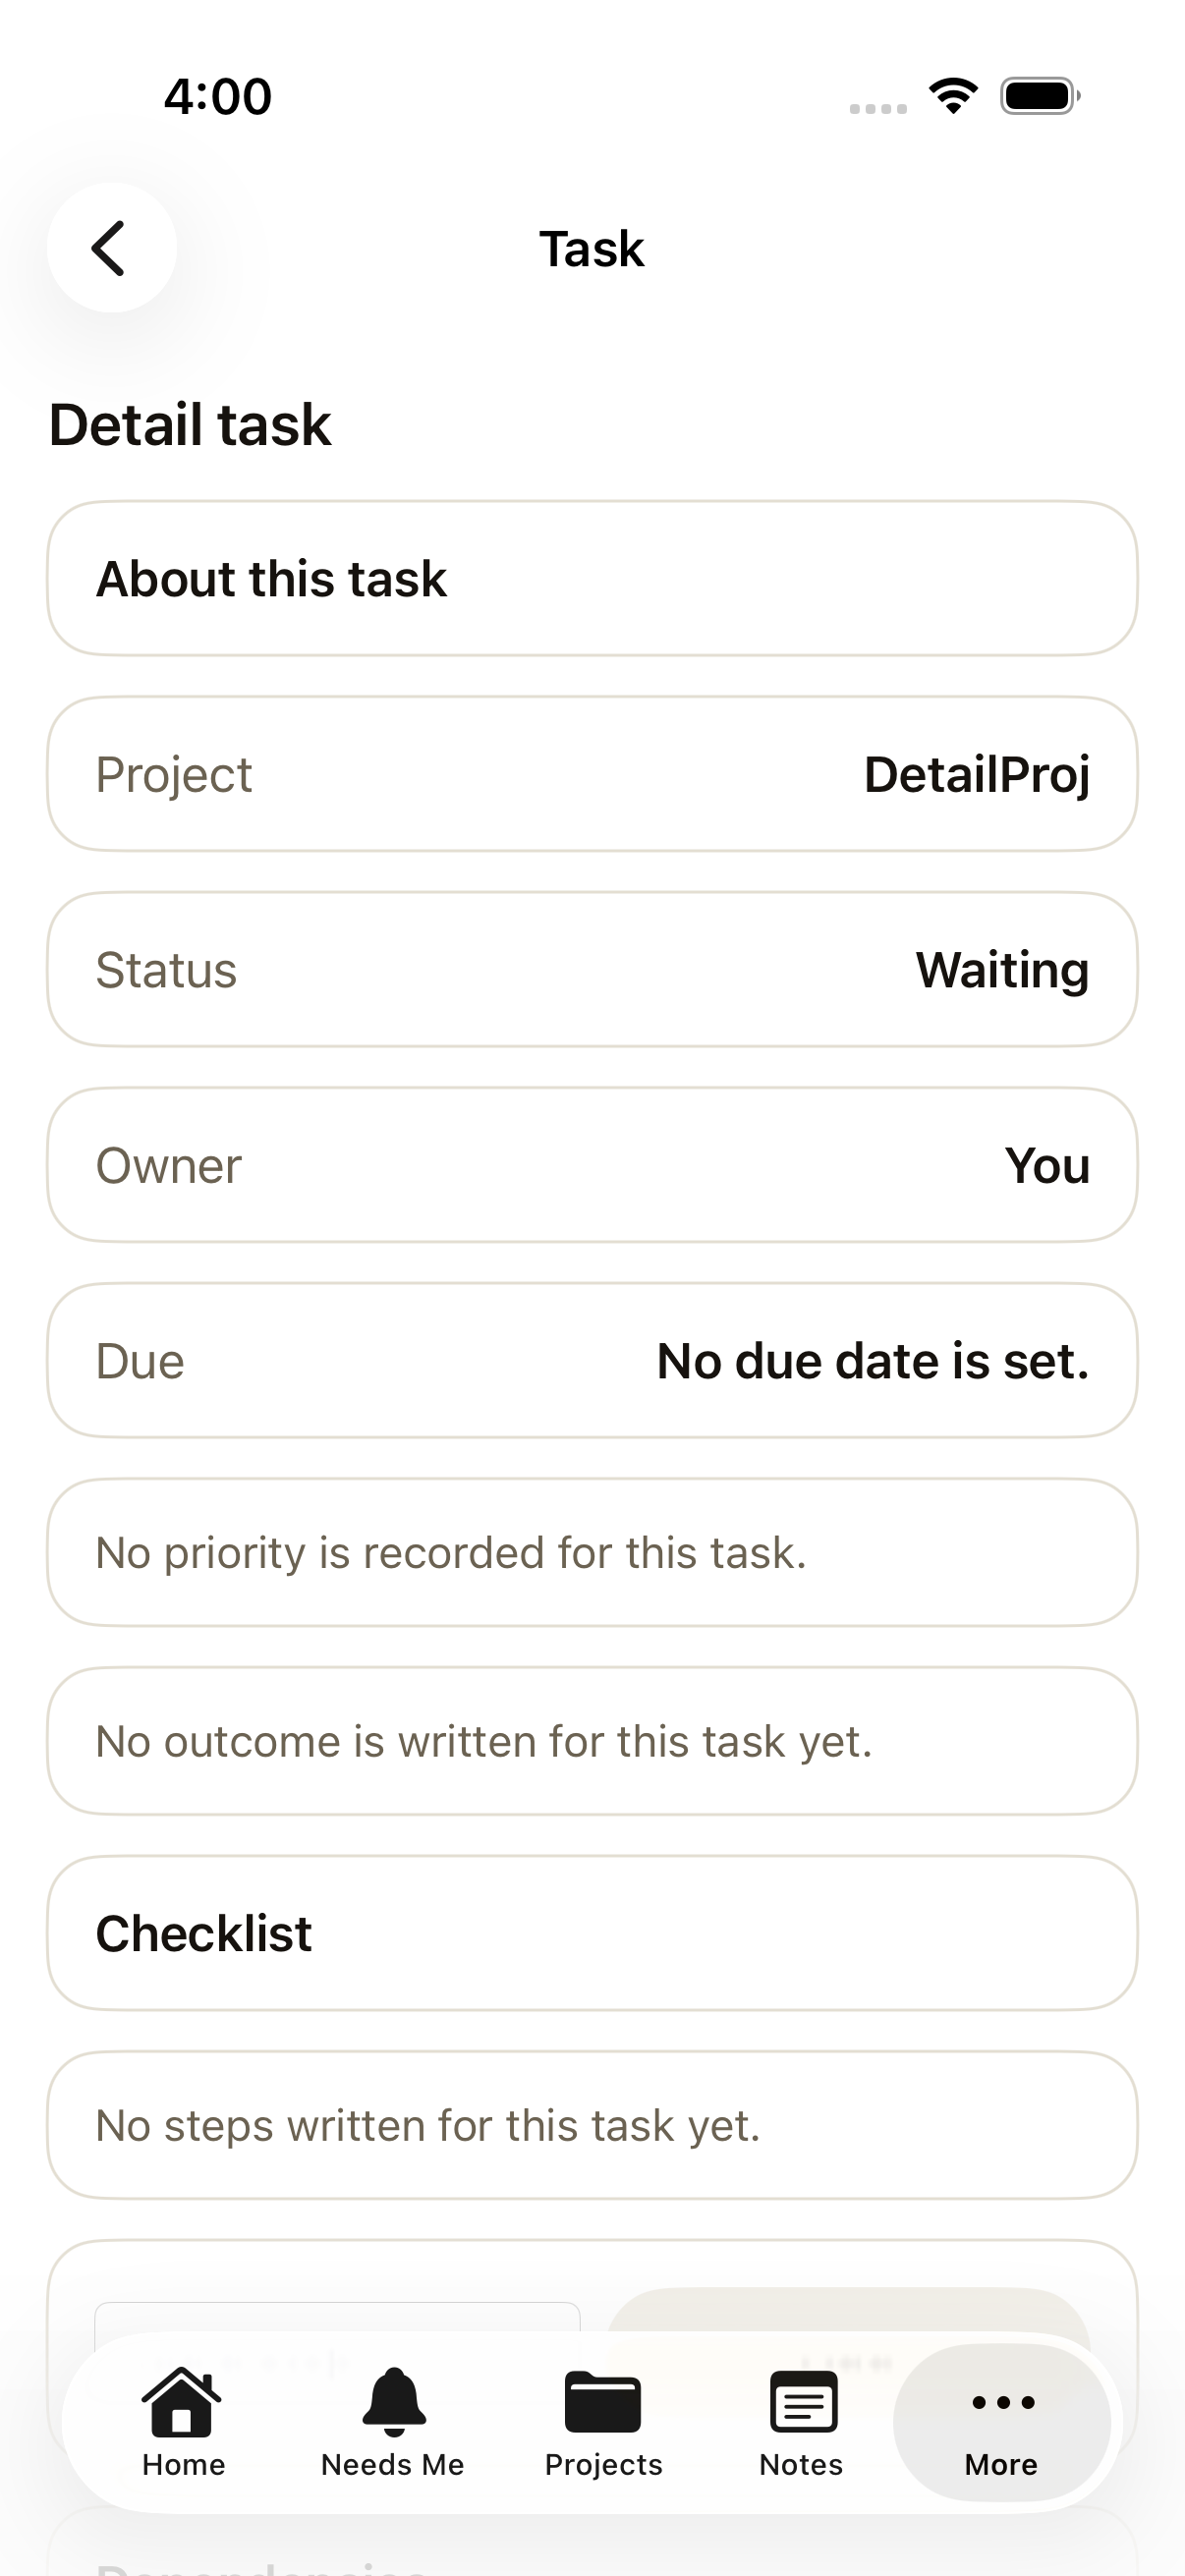 4:00
Task
Detail task
About this task
Project DetailProj
Status Waiting
Owner You
Due No due date is set.
No priority is recorded for this task.
No outcome is written for this task yet.
Checklist
No steps written for this task yet.
Home Needs Me Projects Notes More